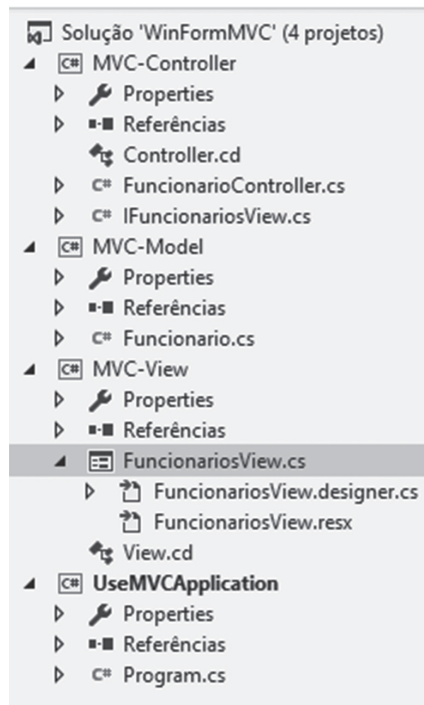 Solução 'WinFormMVC' (4 projetos)
C# MVC-Controller
Properties
Referências
Controller.cd
C# FuncionarioController.cs
C# IFuncionariosView.cs
C# MVC-Model
Properties
Referências
C# Funcionario.cs
C# MVC-View
Properties
Referências
FuncionariosView.cs
FuncionariosView.designer.cs
FuncionariosView.resx
View.cd
C# UseMVCApplication
Properties
Referências
C# Program.cs